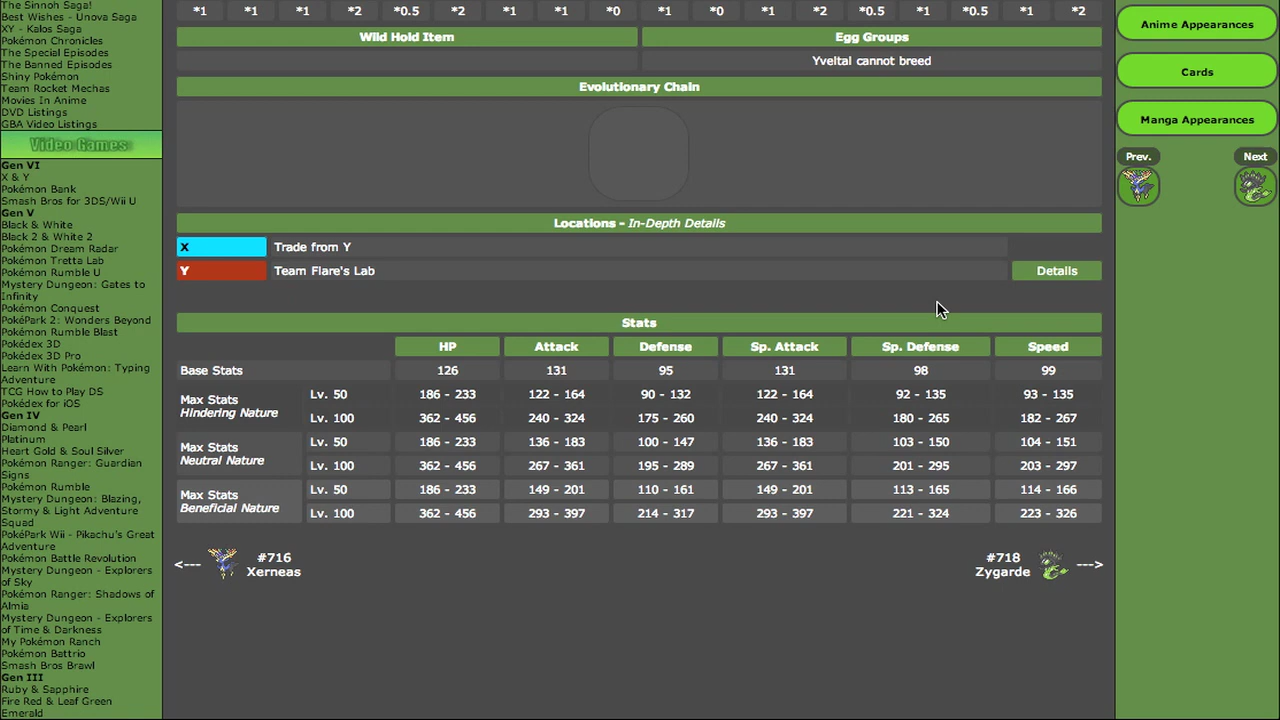 The Sinnoh Saga!
Best Wishes - Unova Saga
XY - Kalos Saga
Pokémon Chronicles
The Special Episodes
The Banned Episodes
Shiny Pokémon
Team Rocket Mechas
Movies In Anime
DVD Listings
GBA Video Listings
Video Games
Gen VI
X & Y
Pokémon Bank
Smash Bros for 3DS/Wii U
Gen V
Black & White
Black 2 & White 2
Pokémon Dream Radar
Pokémon Tretta Lab
Pokémon Rumble U
Mystery Dungeon: Gates to
Infinity
Pokémon Conquest
PokéPark 2: Wonders Beyond
Pokémon Rumble Blast
Pokédex 3D
Pokédex 3D Pro
Learn With Pokémon: Typing
Adventure
TCG How to Play DS
Pokédex for iOS
Gen IV
Diamond & Pearl
Platinum
Heart Gold & Soul Silver
Pokémon Ranger: Guardian
Signs
Pokémon Rumble
Mystery Dungeon: Blazing,
Stormy & Light Adventure
Squad
PokéPark Wii - Pikachu's Great
Adventure
Pokémon Battle Revolution
Mystery Dungeon - Explorers
of Sky
Pokémon Ranger: Shadows of
Almia
Mystery Dungeon - Explorers
of Time & Darkness
My Pokémon Ranch
Pokémon Battrio
Smash Bros Brawl
Gen III
Ruby & Sapphire
Fire Red & Leaf Green
Emerald
*1 *1 *1 *2 *0.5 *2 *1 *1 *0 *1 *0 *1 *2 *0.5 *1 *0.5 *1 *2
Wild Hold Item Egg Groups
Yveltal cannot breed
Evolutionary Chain
Locations - In-Depth Details
X Trade from Y
Y Team Flare's Lab Details
Stats
HP Attack Defense Sp. Attack Sp. Defense Speed
Base Stats 126 131 95 131 98 99
Max Stats
Hindering Nature
Lv. 50 186 - 233 122 - 164 90 - 132 122 - 164 92 - 135 93 - 135
Lv. 100 362 - 456 240 - 324 175 - 260 240 - 324 180 - 265 182 - 267
Max Stats
Neutral Nature
Lv. 50 186 - 233 136 - 183 100 - 147 136 - 183 103 - 150 104 - 151
Lv. 100 362 - 456 267 - 361 195 - 289 267 - 361 201 - 295 203 - 297
Max Stats
Beneficial Nature
Lv. 50 186 - 233 149 - 201 110 - 161 149 - 201 113 - 165 114 - 166
Lv. 100 362 - 456 293 - 397 214 - 317 293 - 397 221 - 324 223 - 326
<--- #716
Xerneas
#718
Zygarde --->
Anime Appearances
Cards
Manga Appearances
Prev. Next